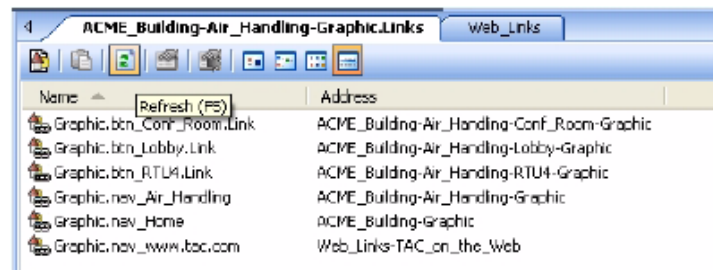 ACME_Building-Air_Handling-Graphic.Links Web_Links
Name Address
Refresh (F5)
Graphic.btn_Conf_Room.Link ACME_Building-Air_Handling-Conf_Room-Graphic
Graphic.btn_Lobby.Link ACME_Building-Air_Handling-Lobby-Graphic
Graphic.btn_RTU4.Link ACME_Building-Air_Handling-RTU4-Graphic
Graphic.nav_Air_Handling ACME_Building-Air_Handling-Graphic
Graphic.nav_Home ACME_Building-Graphic
Graphic.nav_www.tac.com Web_Links-TAC_on_the_Web